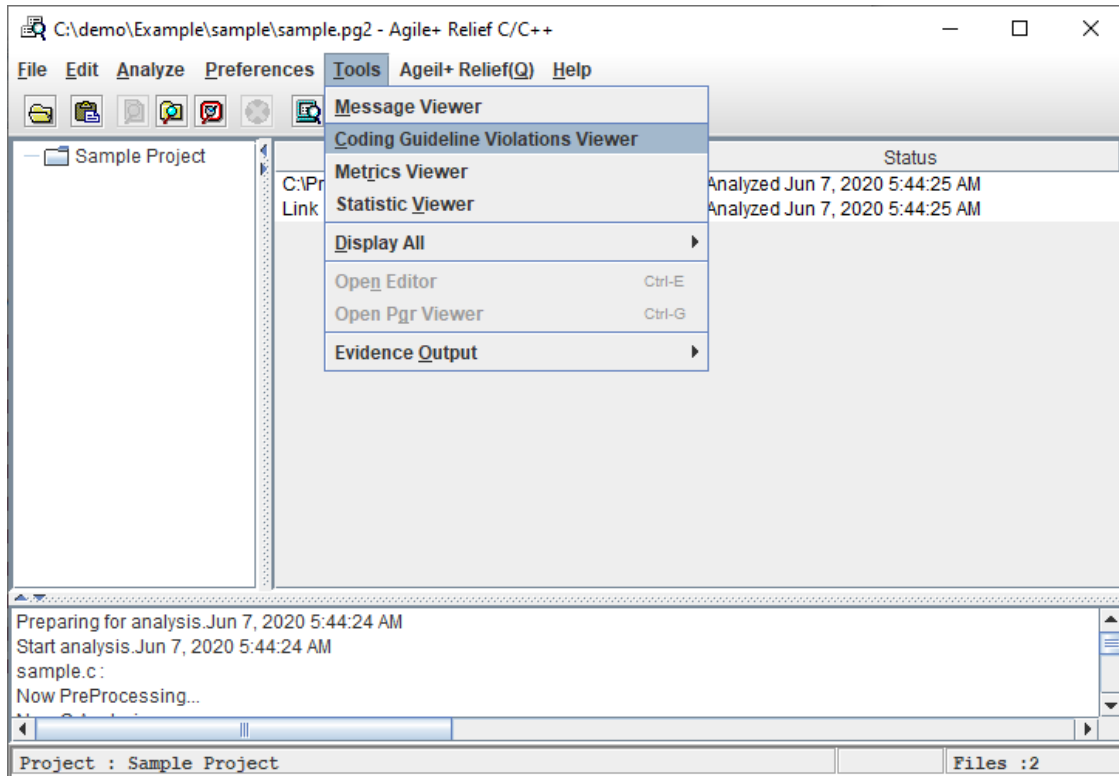 C:\demo\Example\sample\sample.pg2 - Agile+ Relief C/C++
File Edit Analyze Preferences Tools Ageil+ Relief(Q) Help
Message Viewer
Coding Guideline Violations Viewer
Metrics Viewer
Statistic Viewer
Display All
Open Editor Ctrl-E
Open Pgr Viewer Ctrl-G
Evidence Output
Sample Project
Status
C:\Pr Analyzed Jun 7, 2020 5:44:25 AM
Link Analyzed Jun 7, 2020 5:44:25 AM
Preparing for analysis.Jun 7, 2020 5:44:24 AM
Start analysis.Jun 7, 2020 5:44:24 AM
sample.c :
Now PreProcessing...
Project : Sample Project Files :2